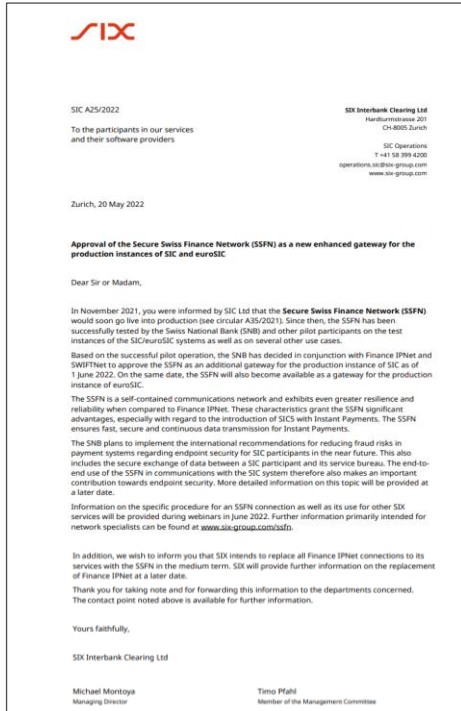 SIX
SIC A25/2022
To the participants in our services
and their software providers
SIX Interbank Clearing Ltd
Hardturmstrasse 201
CH-8005 Zurich
SIC Operations
T +41 58 399 4200
operations.sic@six-group.com
www.six-group.com
Zurich, 20 May 2022
Approval of the Secure Swiss Finance Network (SSFN) as a new enhanced gateway for the
production instances of SIC and euroSIC
Dear Sir or Madam,
In November 2021, you were informed by SIC Ltd that the Secure Swiss Finance Network (SSFN)
would soon go live into production (see circular A35/2021). Since then, the SSFN has been
successfully tested by the Swiss National Bank (SNB) and other pilot participants on the test
instances of the SIC/euroSIC systems as well as on several other use cases.
Based on the successful pilot operation, the SNB has decided in conjunction with Finance IPNet and
SWIFTNet to approve the SSFN as an additional gateway for the production instance of SIC as of
1 June 2022. On the same date, the SSFN will also become available as a gateway for the production
instance of euroSIC.
The SSFN is a self-contained communications network and exhibits even greater resilience and
reliability when compared to Finance IPNet. These characteristics grant the SSFN significant
advantages, especially with regard to the introduction of SIC5 with Instant Payments. The SSFN
ensures fast, secure and continuous data transmission for Instant Payments.
The SNB plans to implement the international recommendations for reducing fraud risks in
payment systems regarding endpoint security for SIC participants in the near future. This also
includes the secure exchange of data between a SIC participant and its service bureau. The end-to-
end use of the SSFN in communications with the SIC system therefore also makes an important
contribution towards endpoint security. More detailed information on this topic will be provided at
a later date.
Information on the specific procedure for an SSFN connection as well as its use for other SIX
services will be provided during webinars in June 2022. Further information primarily intended for
network specialists can be found at www.six-group.com/ssfn.
In addition, we wish to inform you that SIX intends to replace all Finance IPNet connections to its
services with the SSFN in the medium term. SIX will provide further information on the replacement
of Finance IPNet at a later date.
Thank you for taking note and for forwarding this information to the departments concerned.
The contact point noted above is available for further information.
Yours faithfully,
SIX Interbank Clearing Ltd
Michael Montoya
Managing Director
Timo Pfahl
Member of the Management Committee